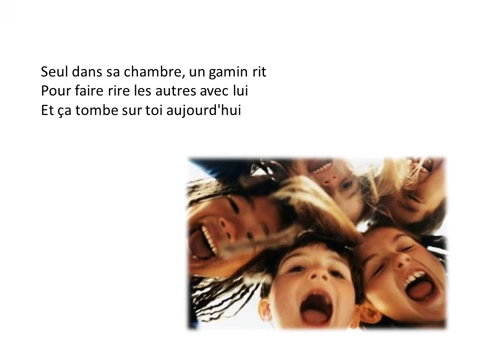 Seul dans sa chambre, un gamin rit
Pour faire rire les autres avec lui
Et ça tombe sur toi aujourd'hui